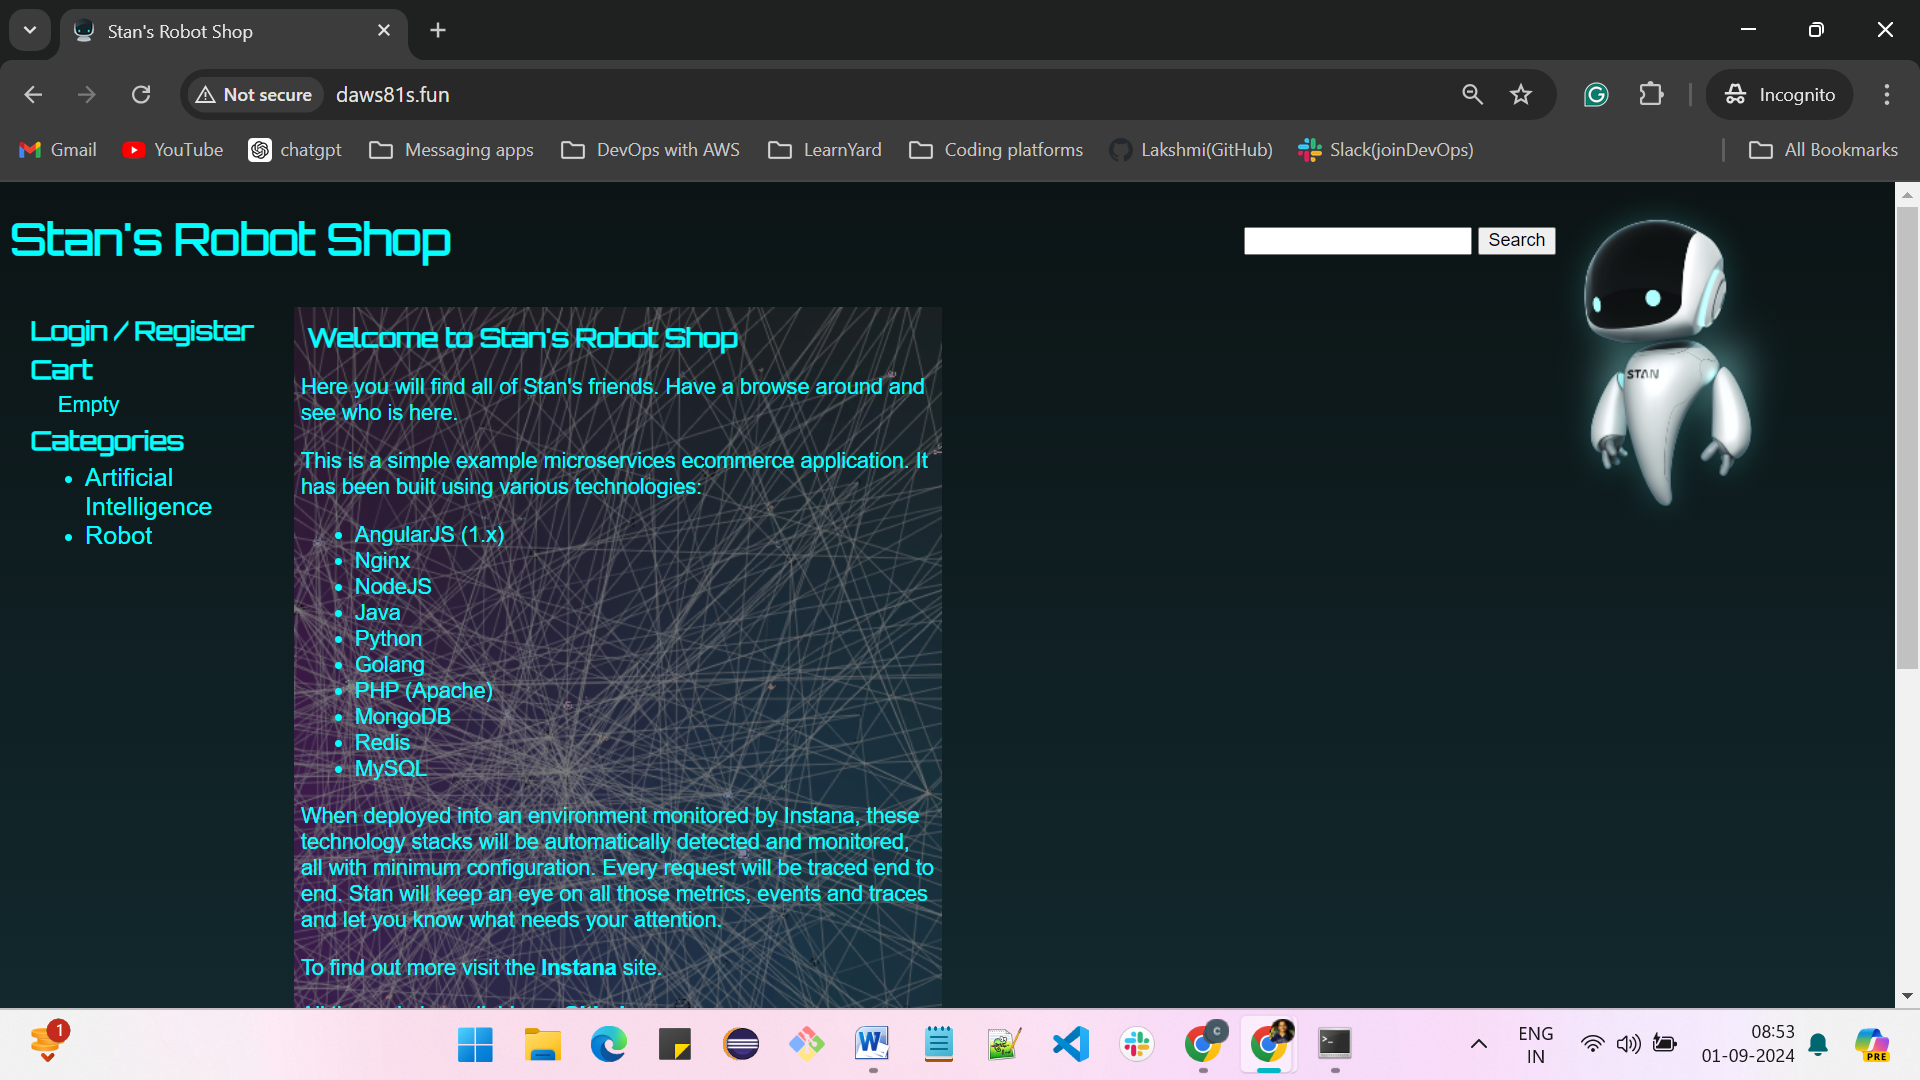 Stan's Robot Shop
Not secure
daws81s.fun
Incognito
Gmail
YouTube
chatgpt
Messaging apps
DevOps with AWS
LearnYard
Coding platforms
Lakshmi(GitHub)
Slack(joinDevOps)
All Bookmarks
Stan's Robot Shop
Search
STAN
Login / Register
Cart
Empty
Categories
Artificial
Intelligence
Robot
Welcome to Stan's Robot Shop
Here you will find all of Stan's friends. Have a browse around and
see who is here.
This is a simple example microservices ecommerce application. It
has been built using various technologies:
AngularJS (1.x)
Nginx
NodeJS
Java
Python
Golang
PHP (Apache)
MongoDB
Redis
MySQL
When deployed into an environment monitored by Instana, these
technology stacks will be automatically detected and monitored,
all with minimum configuration. Every request will be traced end to
end. Stan will keep an eye on all those metrics, events and traces
and let you know what needs your attention.
To find out more visit the Instana site.
1
W
C
ENG
IN
08:53
01-09-2024
PRE